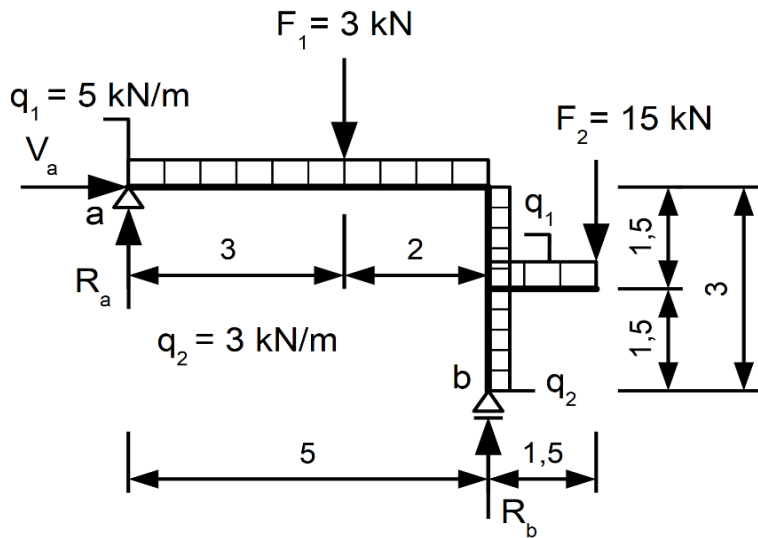 F₁ = 3 kN
q₁ = 5 kN/m
Vₐ
F₂ = 15 kN
a
q₁
1,5
3
2
Rₐ
3
q₂ = 3 kN/m
1,5
b
q₂
5
1,5
R_b